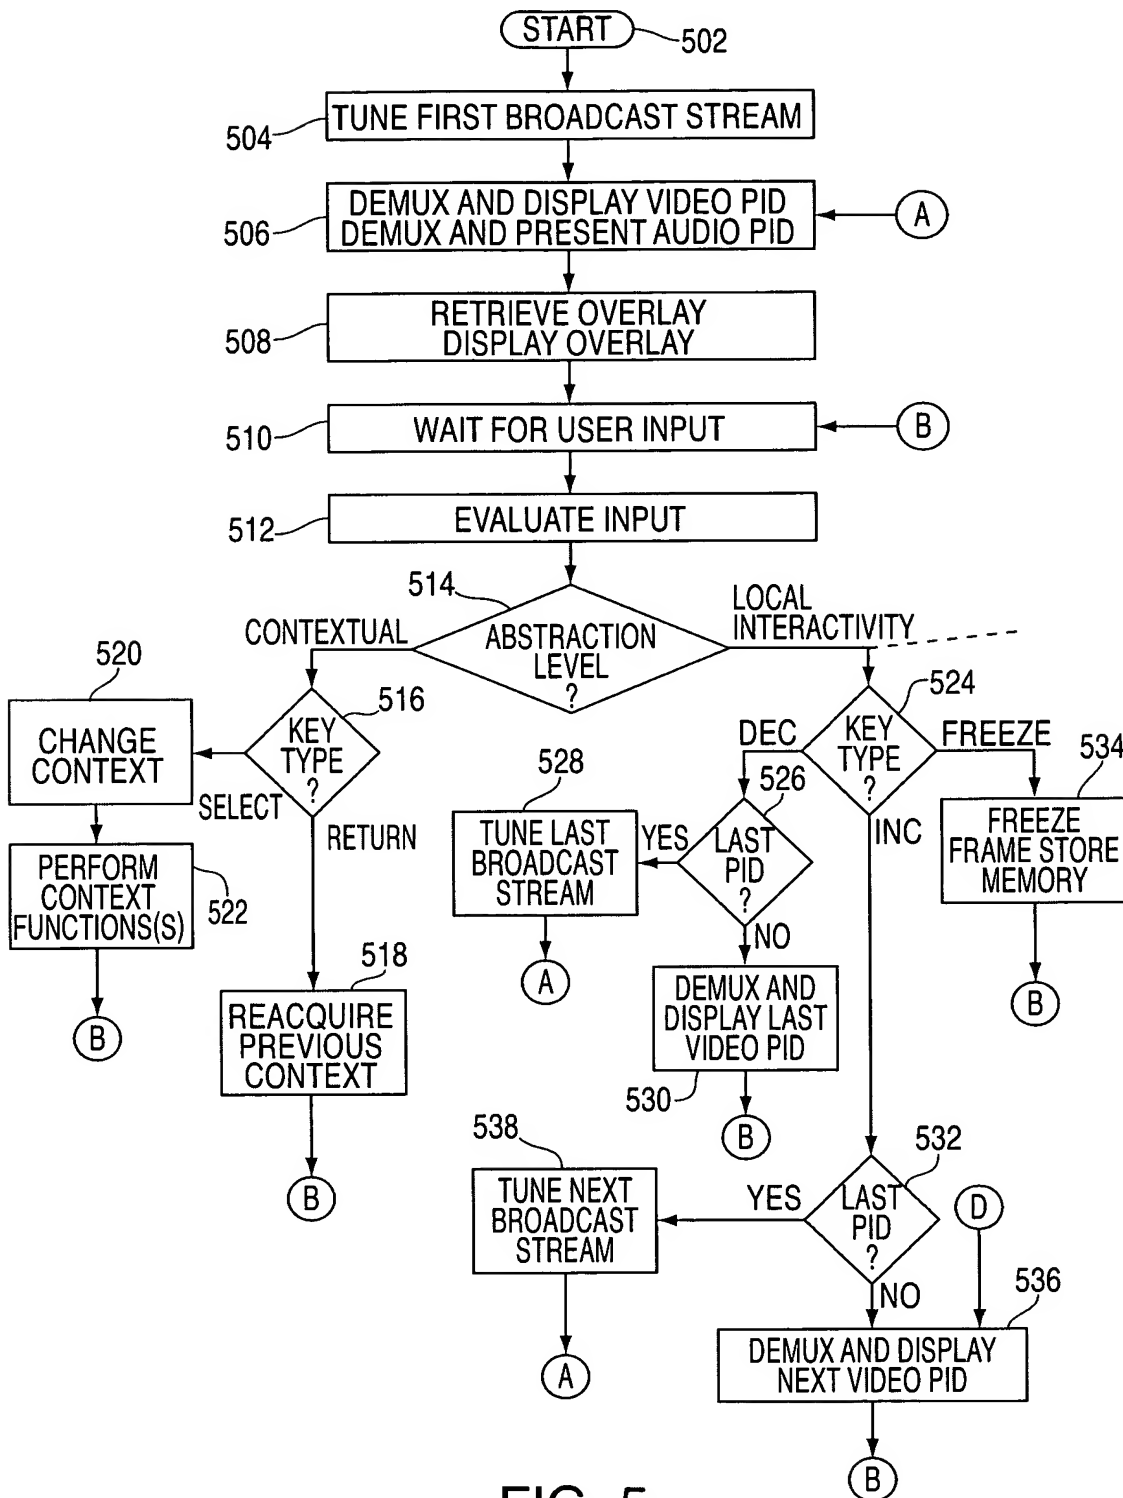 START
502
TUNE FIRST BROADCAST STREAM
504
DEMUX AND DISPLAY VIDEO PID
DEMUX AND PRESENT AUDIO PID
506
A
RETRIEVE OVERLAY
DISPLAY OVERLAY
508
WAIT FOR USER INPUT
510
B
EVALUATE INPUT
512
514
ABSTRACTION
LEVEL
?
CONTEXTUAL
LOCAL
INTERACTIVITY
520
CHANGE
CONTEXT
516
KEY
TYPE
?
SELECT
RETURN
PERFORM
CONTEXT
FUNCTIONS(S)
522
B
518
REACQUIRE
PREVIOUS
CONTEXT
B
524
KEY
TYPE
?
DEC
FREEZE
INC
528
TUNE LAST
BROADCAST
STREAM
A
526
LAST
PID
?
YES
NO
DEMUX AND
DISPLAY LAST
VIDEO PID
530
B
534
FREEZE
FRAME STORE
MEMORY
B
538
TUNE NEXT
BROADCAST
STREAM
A
532
LAST
PID
?
YES
NO
D
536
DEMUX AND DISPLAY
NEXT VIDEO PID
B
FIG. 5